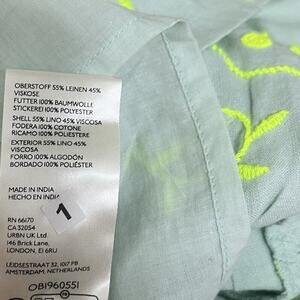 OBERSTOFF 55% LEINEN 45%
VISKOSE
FUTTER 100% BAUMWOLLE
STICKEREI 100% POLYESTER
SHELL 55% LINO 45% VISCOSA
FODERA 100% COTONE
RICAMO 100% POLIESTERE
EXTERIOR 55% LINO 45%
VISCOSA
FORRO 100% ALGODÓN
BORDADO 100% POLIÉSTER
MADE IN INDIA
HECHO EN INDIA
1
RN 66170
CA 32054
URBN UK Ltd.
146 Brick Lane,
LONDON, E1 6RU
LEIDSESTRAAT 32, 1017 PB
AMSTERDAM, NETHERLANDS
OB1960551